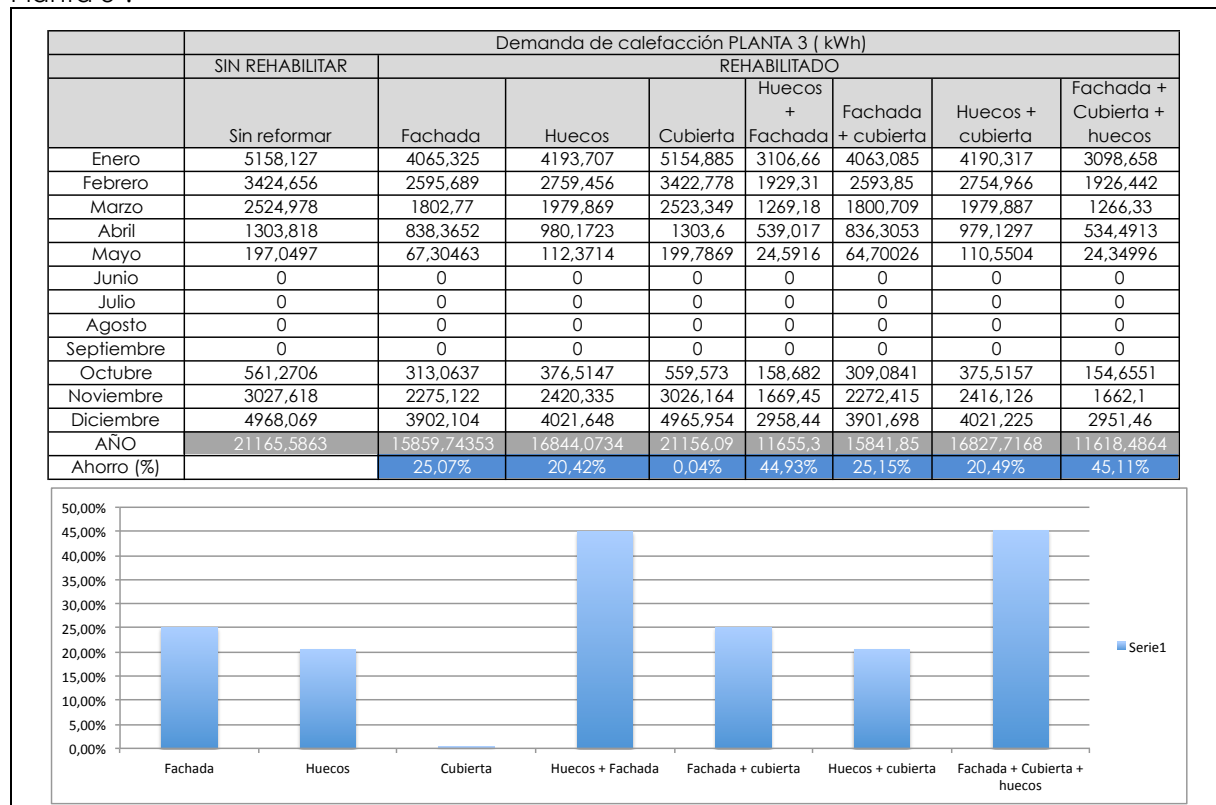 Demanda de calefacción PLANTA 3 ( kWh)
SIN REHABILITAR REHABILITADO
Sin reformar Fachada Huecos Cubierta Huecos + Fachada Fachada + cubierta Huecos + cubierta Fachada + Cubierta + huecos
Enero 5158,127 4065,325 4193,707 5154,885 3106,66 4063,085 4190,317 3098,658
Febrero 3424,656 2595,689 2759,456 3422,778 1929,31 2593,85 2754,966 1926,442
Marzo 2524,978 1802,77 1979,869 2523,349 1269,18 1800,709 1979,887 1266,33
Abril 1303,818 838,3652 980,1723 1303,6 539,017 836,3053 979,1297 534,4913
Mayo 197,0497 67,30463 112,3714 199,7869 24,5916 64,70026 110,5504 24,34996
Junio 0 0 0 0 0 0 0 0
Julio 0 0 0 0 0 0 0 0
Agosto 0 0 0 0 0 0 0 0
Septiembre 0 0 0 0 0 0 0 0
Octubre 561,2706 313,0637 376,5147 559,573 158,682 309,0841 375,5157 154,6551
Noviembre 3027,618 2275,122 2420,335 3026,164 1669,45 2272,415 2416,126 1662,1
Diciembre 4968,069 3902,104 4021,648 4965,954 2958,44 3901,698 4021,225 2951,46
AÑO 21165,5863 15859,74353 16844,0734 21156,09 11655,3 15841,85 16827,7168 11618,4864
Ahorro (%) 25,07% 20,42% 0,04% 44,93% 25,15% 20,49% 45,11%
50,00%
45,00%
40,00%
35,00%
30,00%
25,00%
20,00%
15,00%
10,00%
5,00%
0,00%
Serie1
Fachada Huecos Cubierta Huecos + Fachada Fachada + cubierta Huecos + cubierta Fachada + Cubierta +
huecos